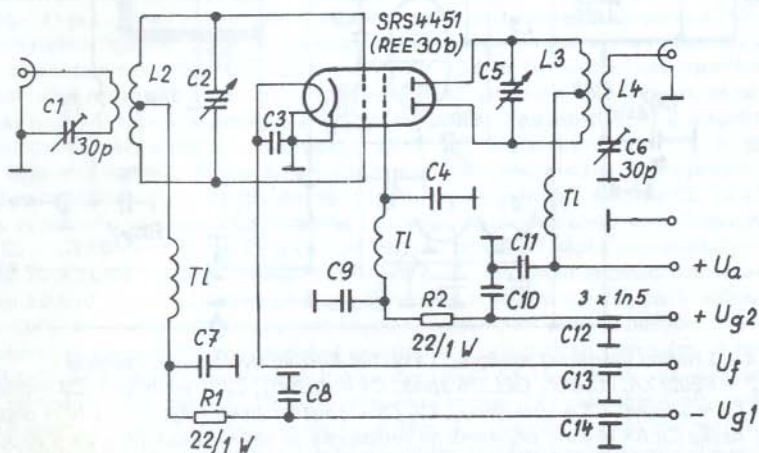 SRS4451
(REE30b)
L2
C2
C5
L3
L4
C1
30p
C3
C6
30p
C4
Tl
Tl
Tl
C11
+ Ua
C9
R2
C10
3 x 1n5
+ Ug2
22/1 W
C12
C7
Uf
C13
C8
R1
- Ug1
22/1 W
C14